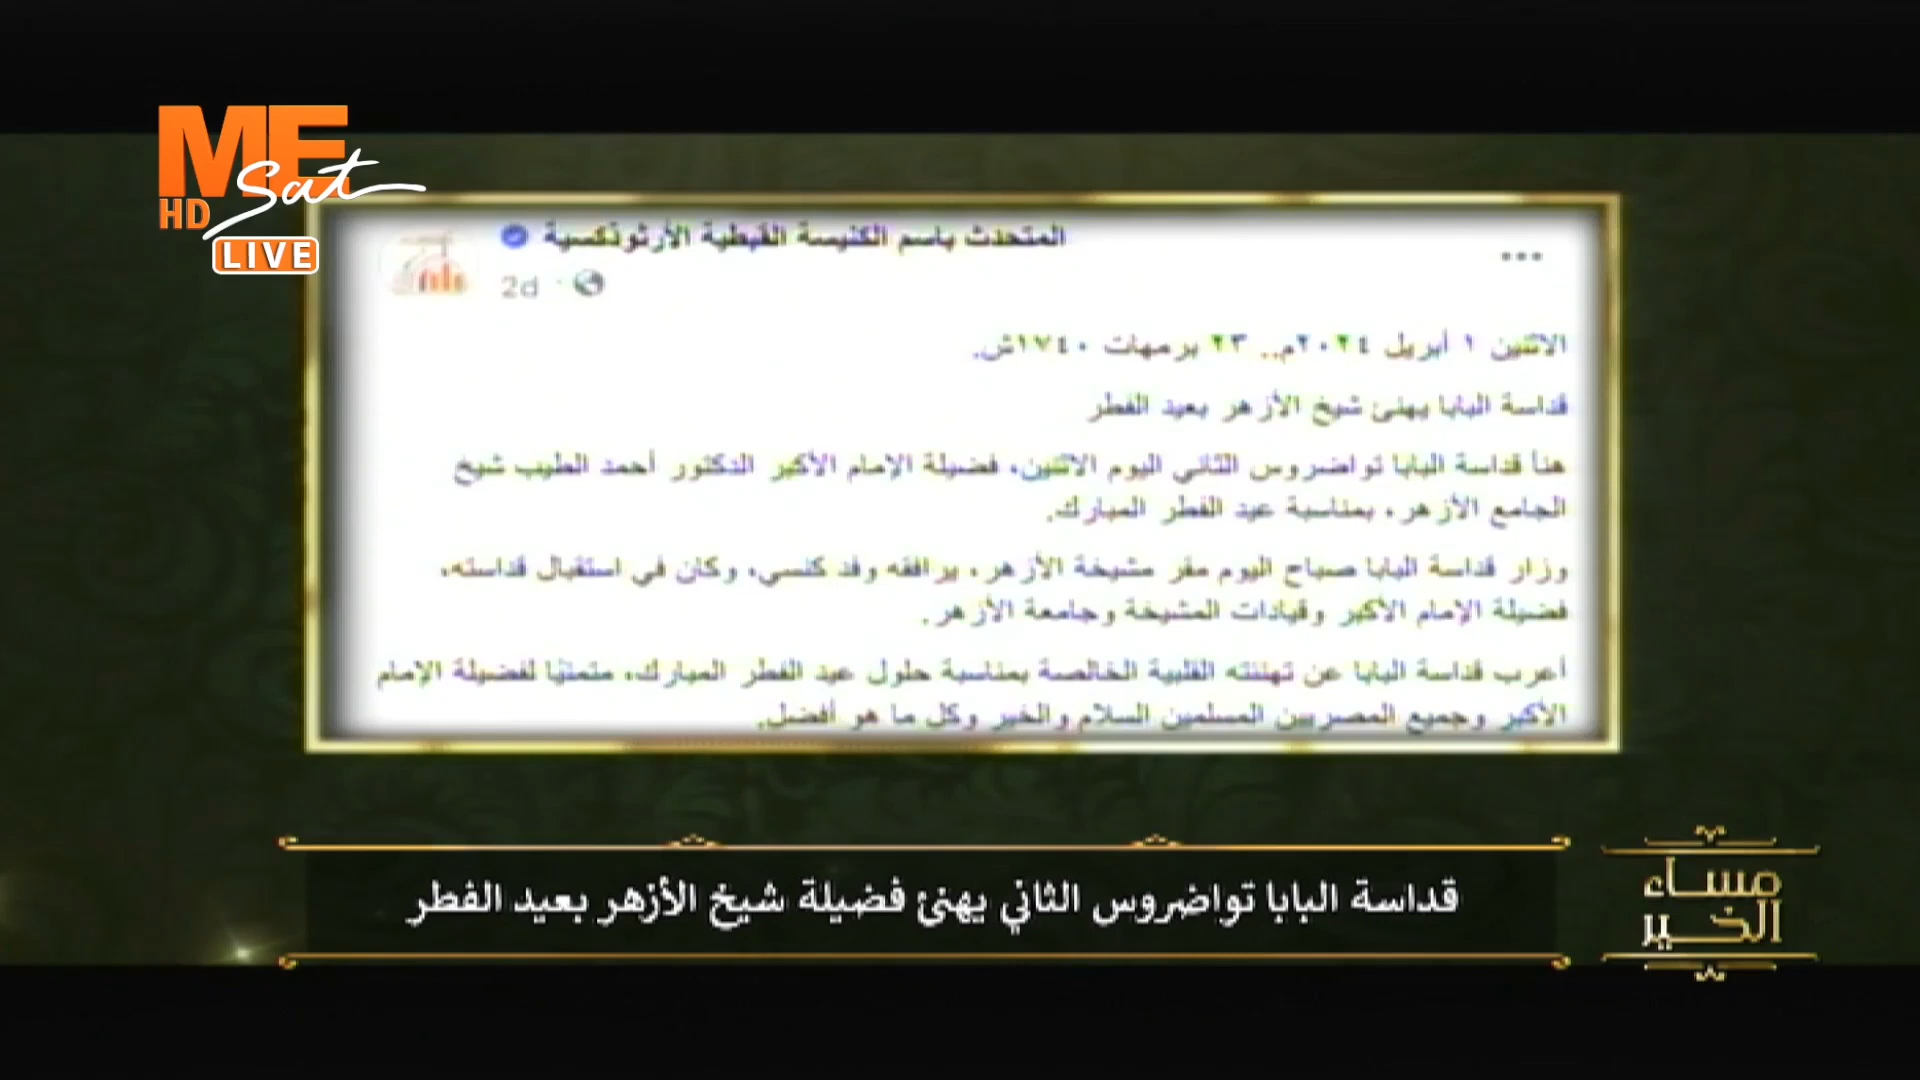 ME
Sat
HD
LIVE
المتحدث باسم الكنيسة القبطية الأرثوذكسية
2d
الاثنين ١ أبريل ٢٠٢٤م.. ٢٣ برمهات ١٧٤٠ش.
قداسة البابا يهنئ شيخ الأزهر بعيد الفطر
هنأ قداسة البابا تواضروس الثاني اليوم الاثنين، فضيلة الإمام الأكبر الدكتور أحمد الطيب شيخ
الجامع الأزهر، بمناسبة عيد الفطر المبارك.
وزار قداسة البابا صباح اليوم مقر مشيخة الأزهر، يرافقه وفد كنسي، وكان في استقبال قداسته،
فضيلة الإمام الأكبر وقيادات المشيخة وجامعة الأزهر.
أعرب قداسة البابا عن تهنئته القلبية الخالصة بمناسبة حلول عيد الفطر المبارك، متمنيًا لفضيلة الإمام
الأكبر وجميع المصريين المسلمين السلام والخير وكل ما هو أفضل.
قداسة البابا تواضروس الثاني يهنئ فضيلة شيخ الأزهر بعيد الفطر
مساء
الخير